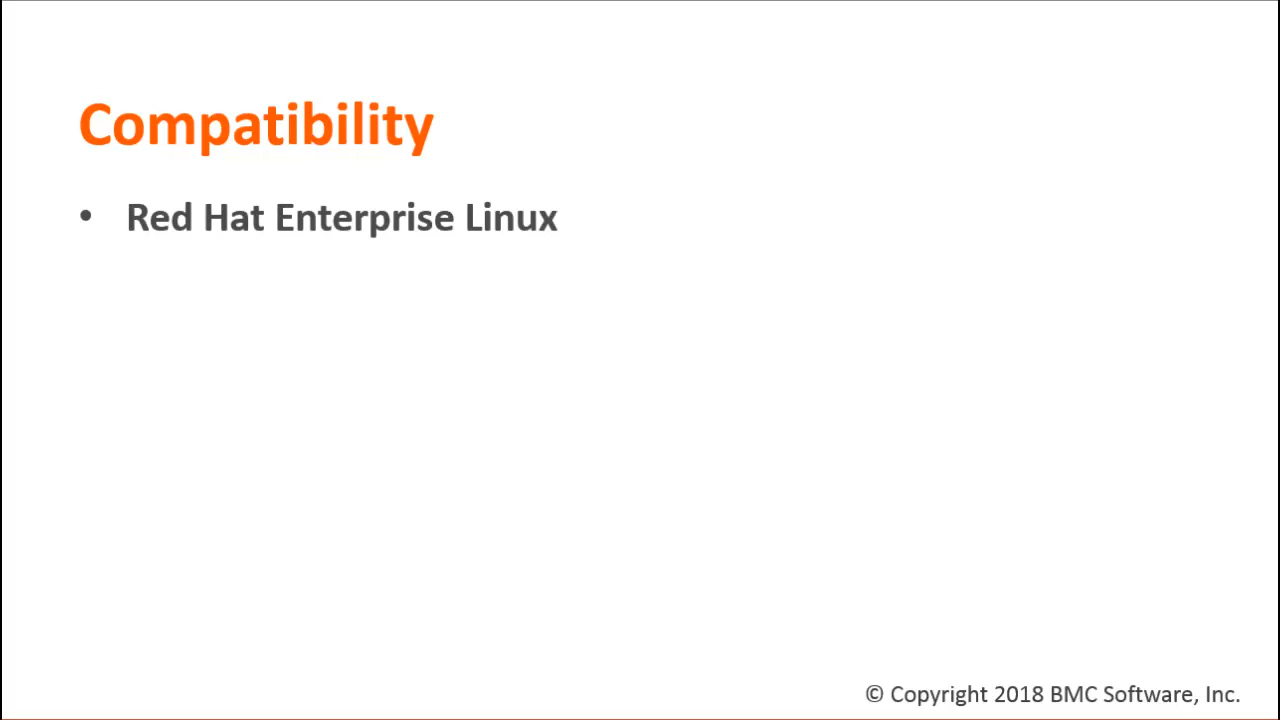 Compatibility
• Red Hat Enterprise Linux
© Copyright 2018 BMC Software, Inc.